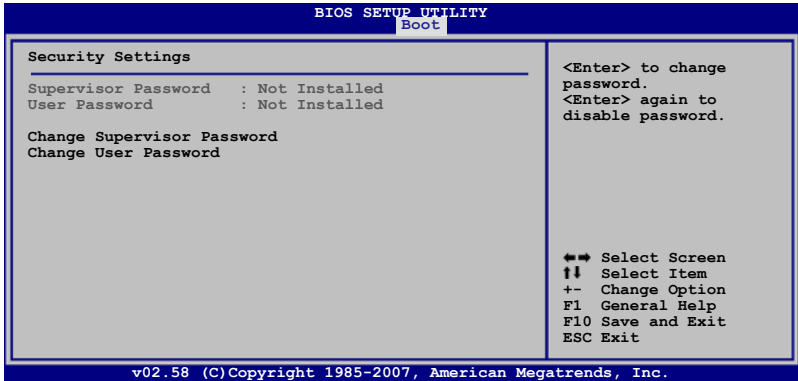 BIOS SETUP UTILITY
Boot
Security Settings
Supervisor Password : Not Installed
User Password : Not Installed
Change Supervisor Password
Change User Password
<Enter> to change
password.
<Enter> again to
disable password.
←→ Select Screen
↑↓ Select Item
+- Change Option
F1 General Help
F10 Save and Exit
ESC Exit
v02.58 (C)Copyright 1985-2007, American Megatrends, Inc.